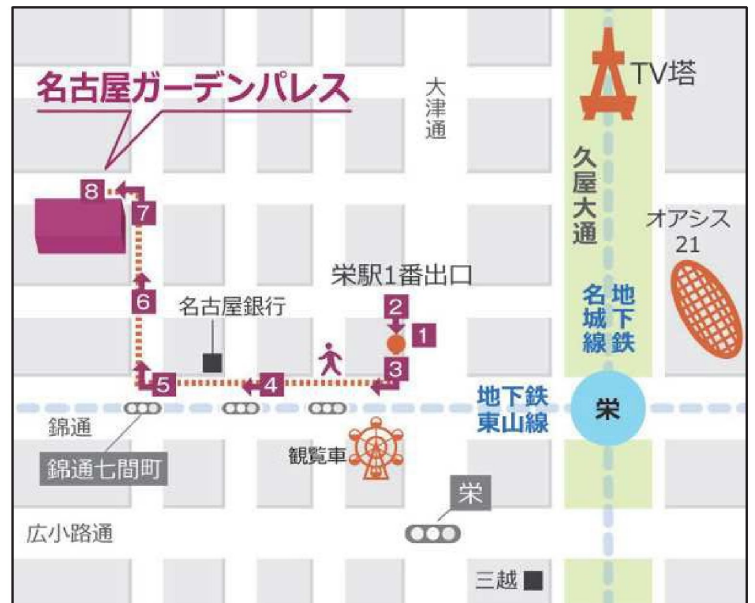 名古屋ガーデンパレス
TV塔
大津通
久屋大通
オアシス
21
8
7
6
栄駅1番出口
2
1
3
名古屋銀行
地下鉄
名城線
5
4
地下鉄
東山線
栄
錦通
錦通七間町
観覧車
栄
広小路通
三越